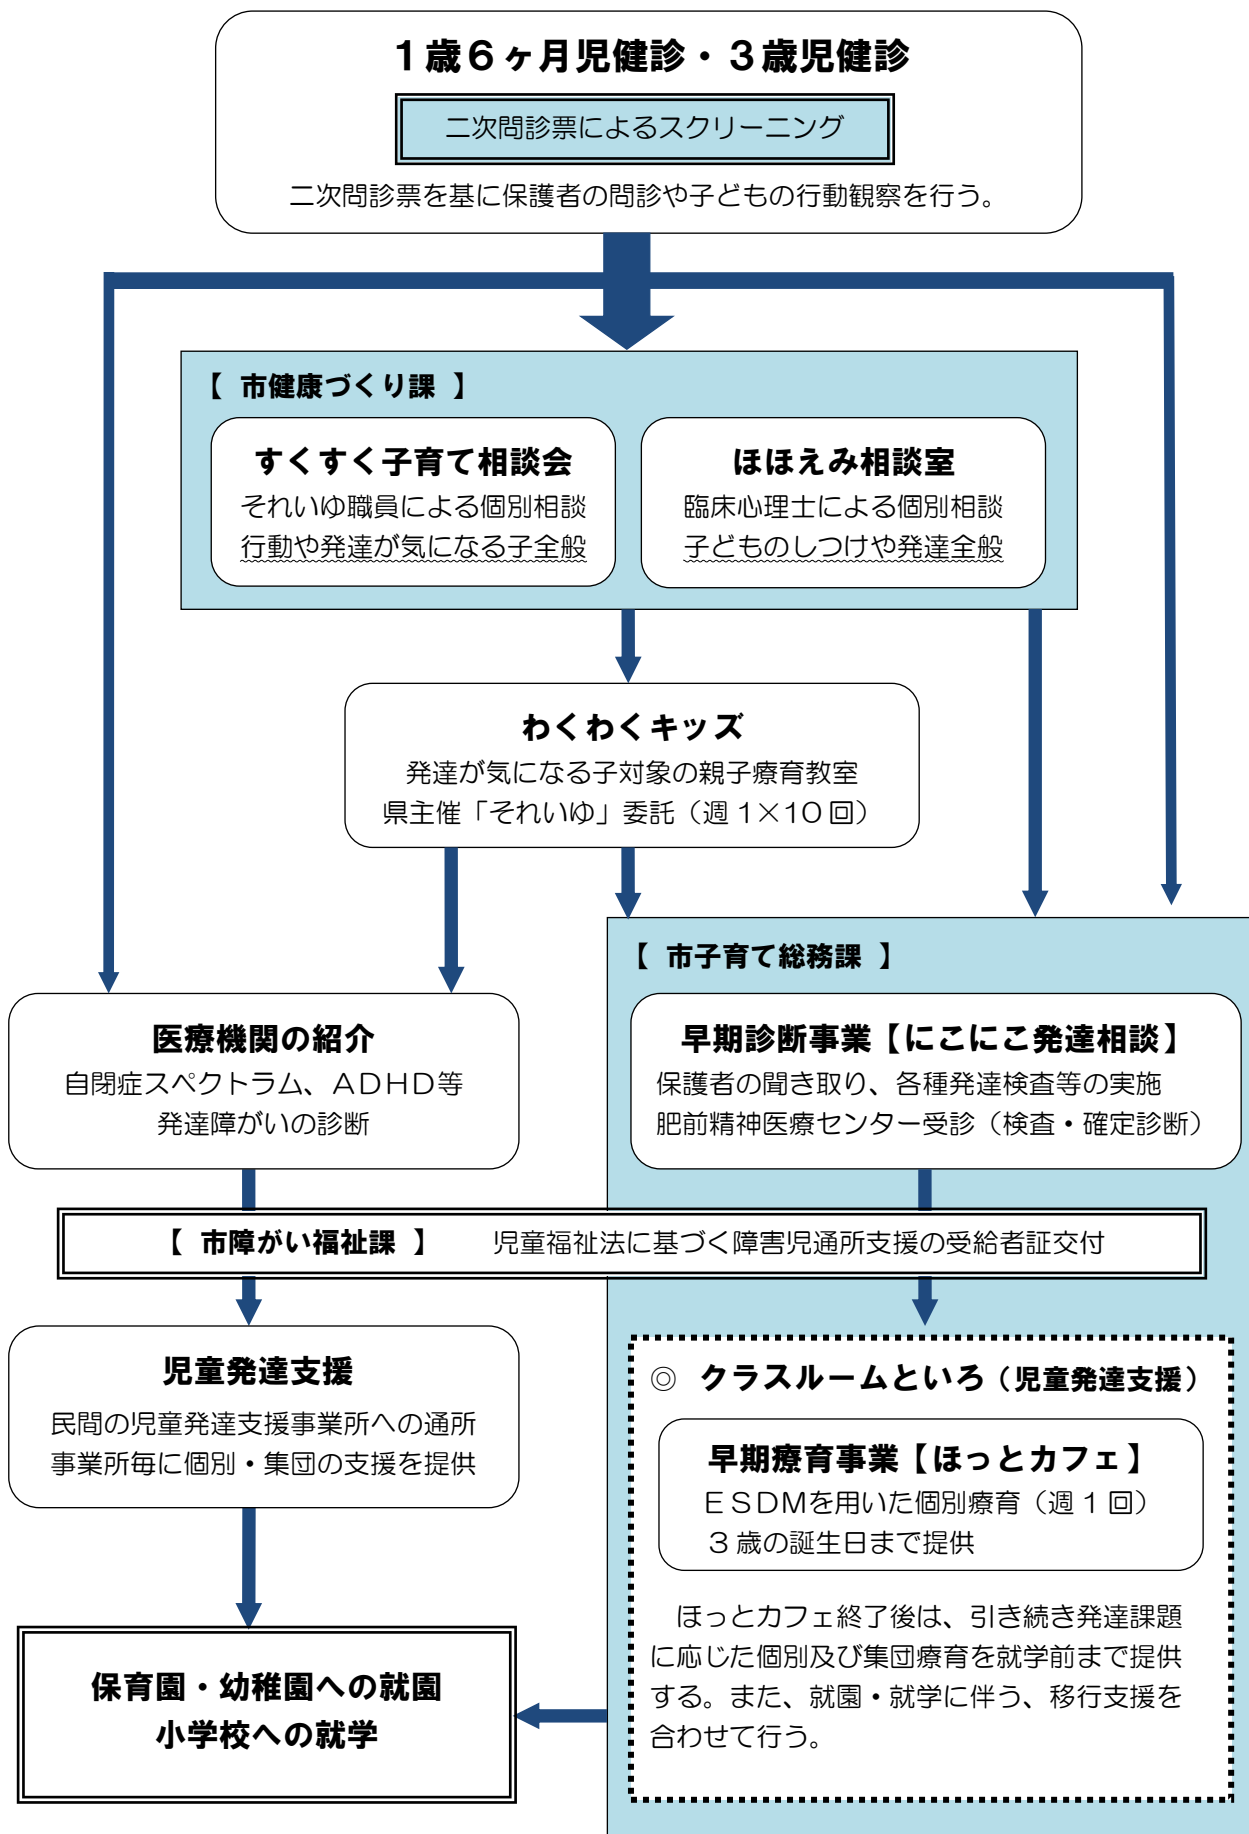 １歳６ヶ月児健診・３歳児健診
二次問診票によるスクリーニング
二次問診票を基に保護者の問診や子どもの行動観察を行う。
【 市健康づくり課 】
すくすく子育て相談会
それいゆ職員による個別相談
行動や発達が気になる子全般
ほほえみ相談室
臨床心理士による個別相談
子どものしつけや発達全般
わくわくキッズ
発達が気になる子対象の親子療育教室
県主催「それいゆ」委託（週 1×10 回）
【 市子育て総務課 】
医療機関の紹介
自閉症スペクトラム、ＡＤＨＤ等
発達障がいの診断
早期診断事業【にこにこ発達相談】
保護者の聞き取り、各種発達検査等の実施
肥前精神医療センター受診（検査・確定診断）
【 市障がい福祉課 】 児童福祉法に基づく障害児通所支援の受給者証交付
児童発達支援
民間の児童発達支援事業所への通所
事業所毎に個別・集団の支援を提供
◎ クラスルームといろ（児童発達支援）
早期療育事業【ほっとカフェ】
ＥＳＤＭを用いた個別療育（週 1 回）
３歳の誕生日まで提供
ほっとカフェ終了後は、引き続き発達課題
に応じた個別及び集団療育を就学前まで提供
する。また、就園・就学に伴う、移行支援を
合わせて行う。
保育園・幼稚園への就園
小学校への就学